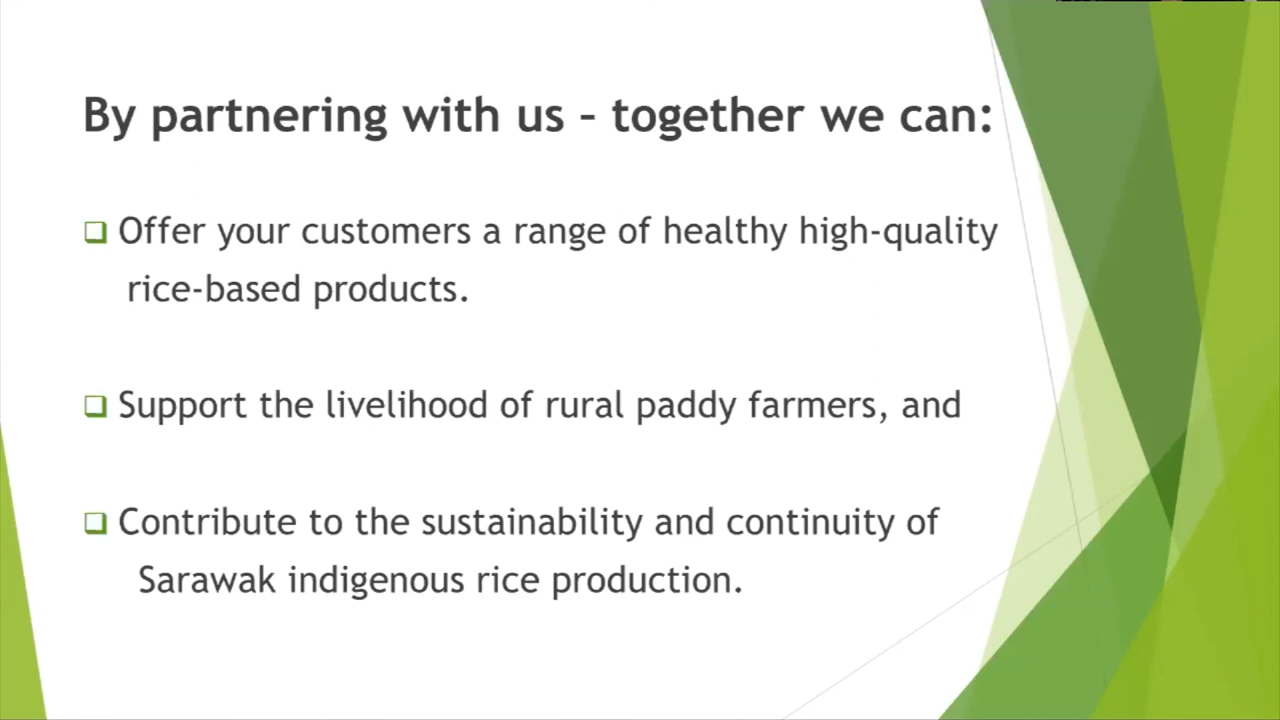 By partnering with us – together we can:
Offer your customers a range of healthy high-quality
rice-based products.
Support the livelihood of rural paddy farmers, and
Contribute to the sustainability and continuity of
Sarawak indigenous rice production.